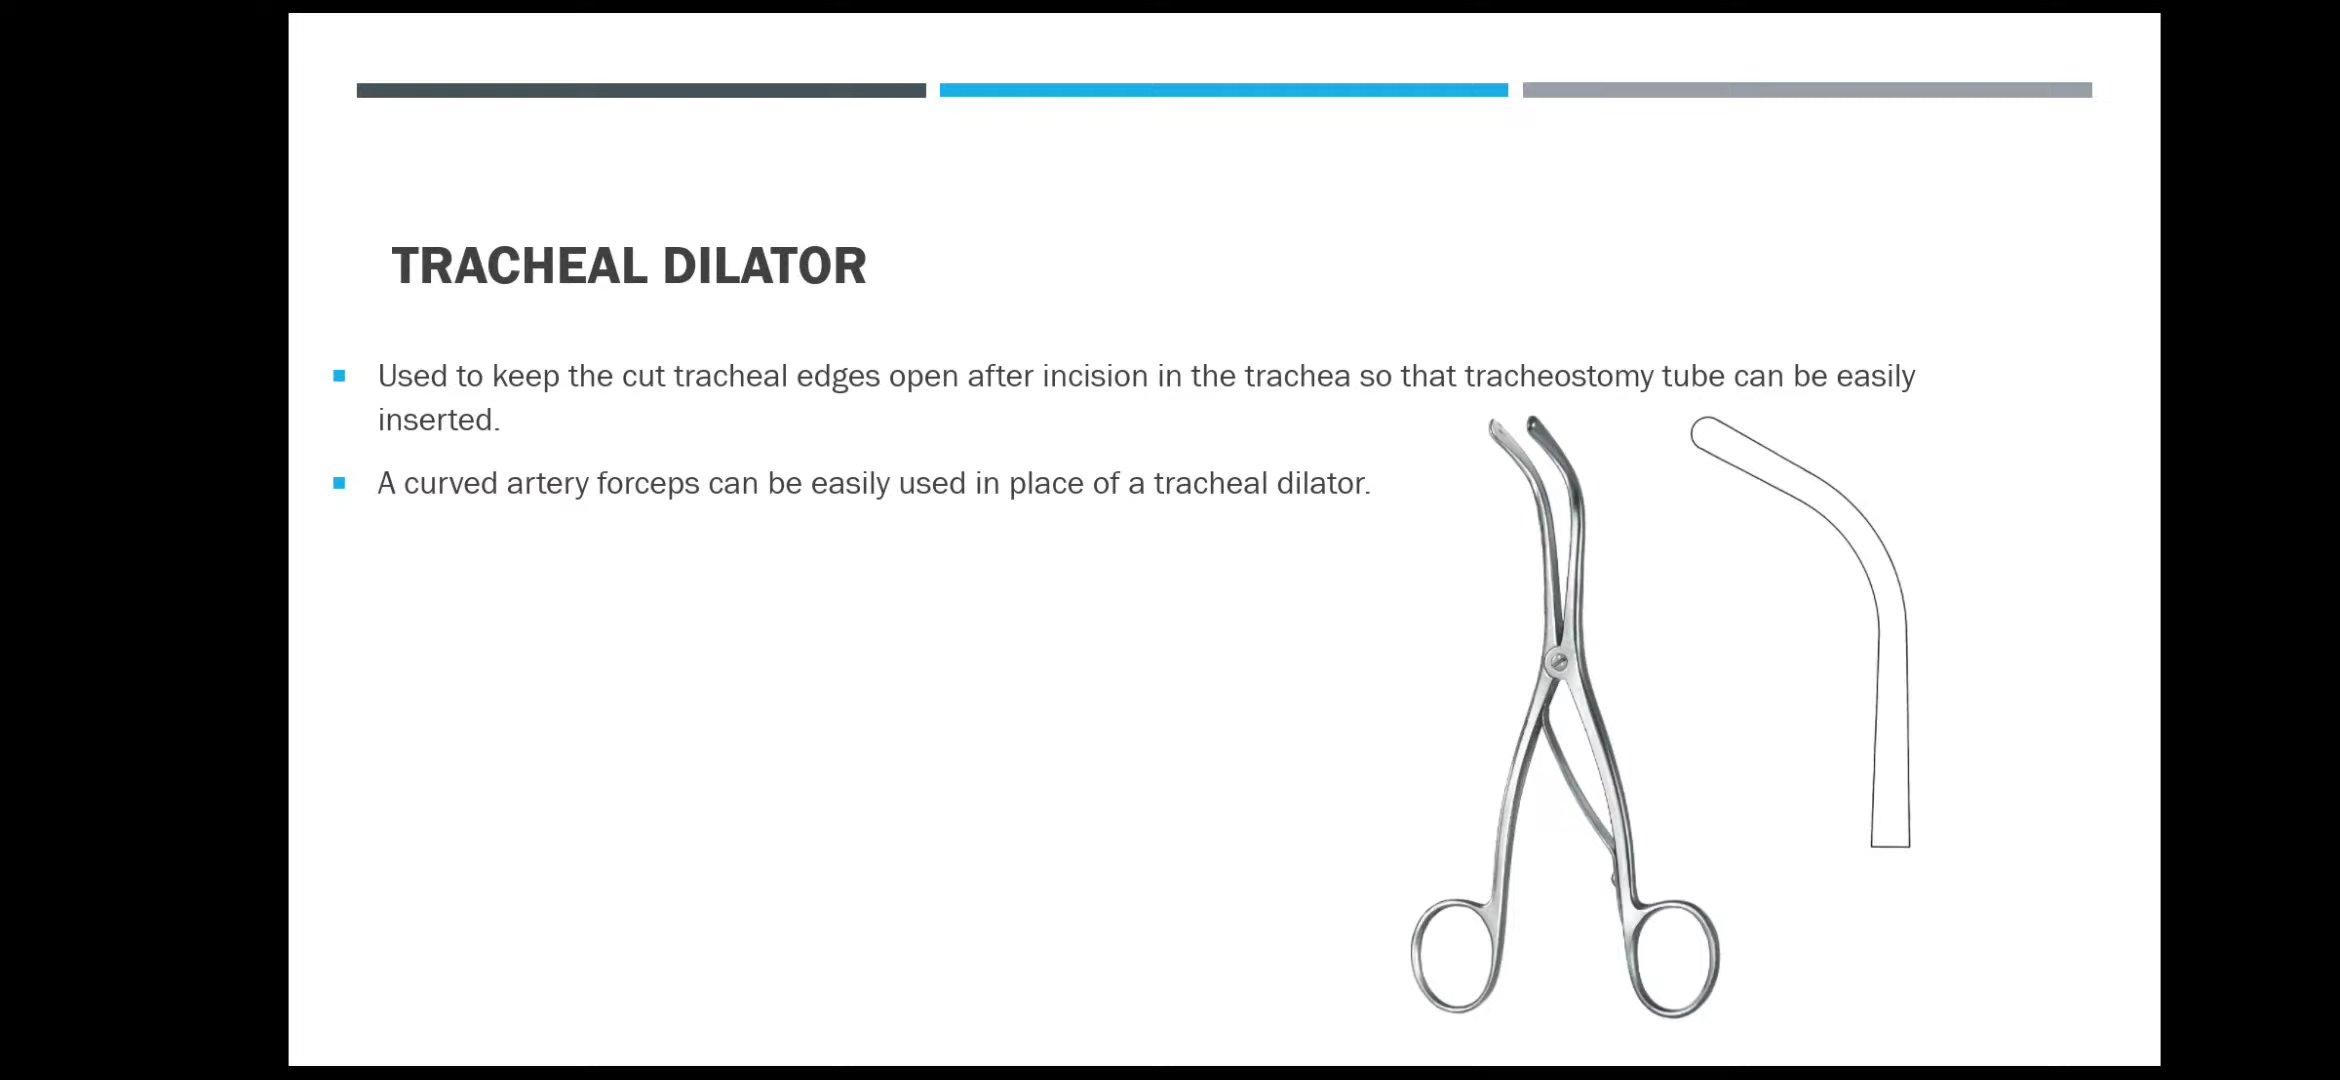 TRACHEAL DILATOR
Used to keep the cut tracheal edges open after incision in the trachea so that tracheostomy tube can be easily
inserted.
A curved artery forceps can be easily used in place of a tracheal dilator.